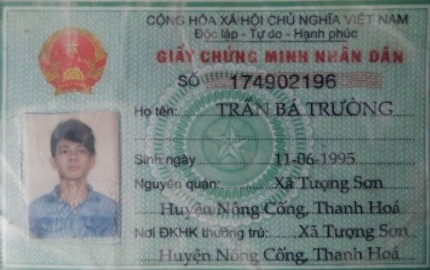 CỘNG HÒA XÃ HỘI CHỦ NGHĨA VIỆT NAM
Độc lập - Tự do - Hạnh phúc
GIẤY CHỨNG MINH NHÂN DÂN
SỐ 174902196
Họ tên: TRẦN BÁ TRƯỜNG
Sinh ngày 11-06-1995
Nguyên quán: Xã Tượng Sơn
Huyện Nông Cống, Thanh Hoá
Nơi ĐKHK thường trú: Xã Tượng Sơn
Huyện Nông Cống, Thanh Hoá